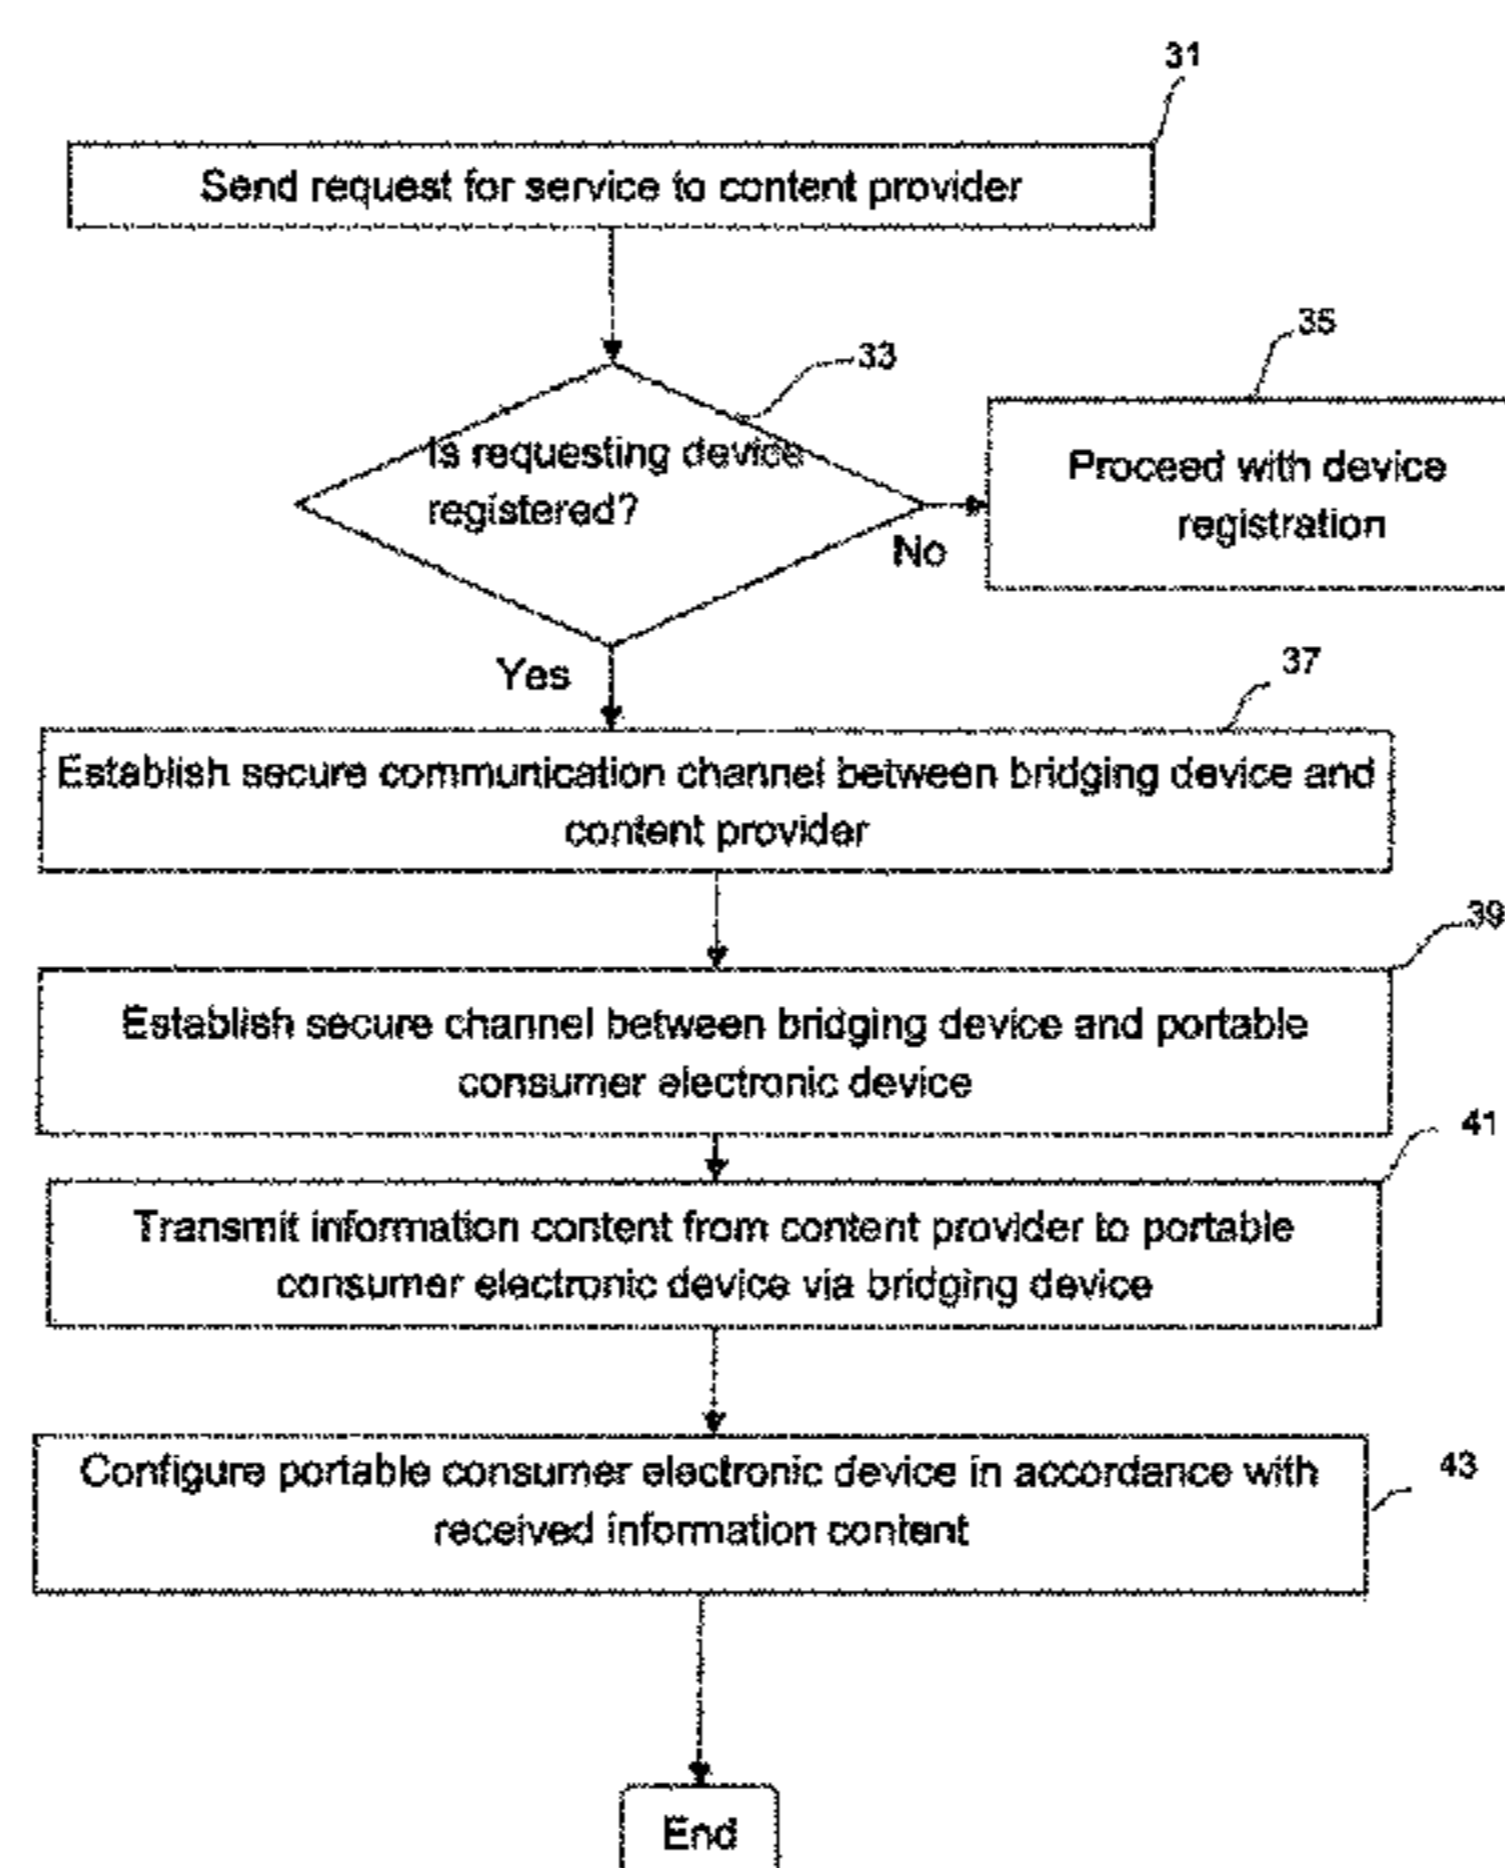 31
Send request for service to content provider
33
35
Is requesting device
registered?
Proceed with device
registration
No
Yes
37
Establish secure communication channel between bridging device and
content provider
39
Establish secure channel between bridging device and portable
consumer electronic device
41
Transmit information content from content provider to portable
consumer electronic device via bridging device
43
Configure portable consumer electronic device in accordance with
received information content
End